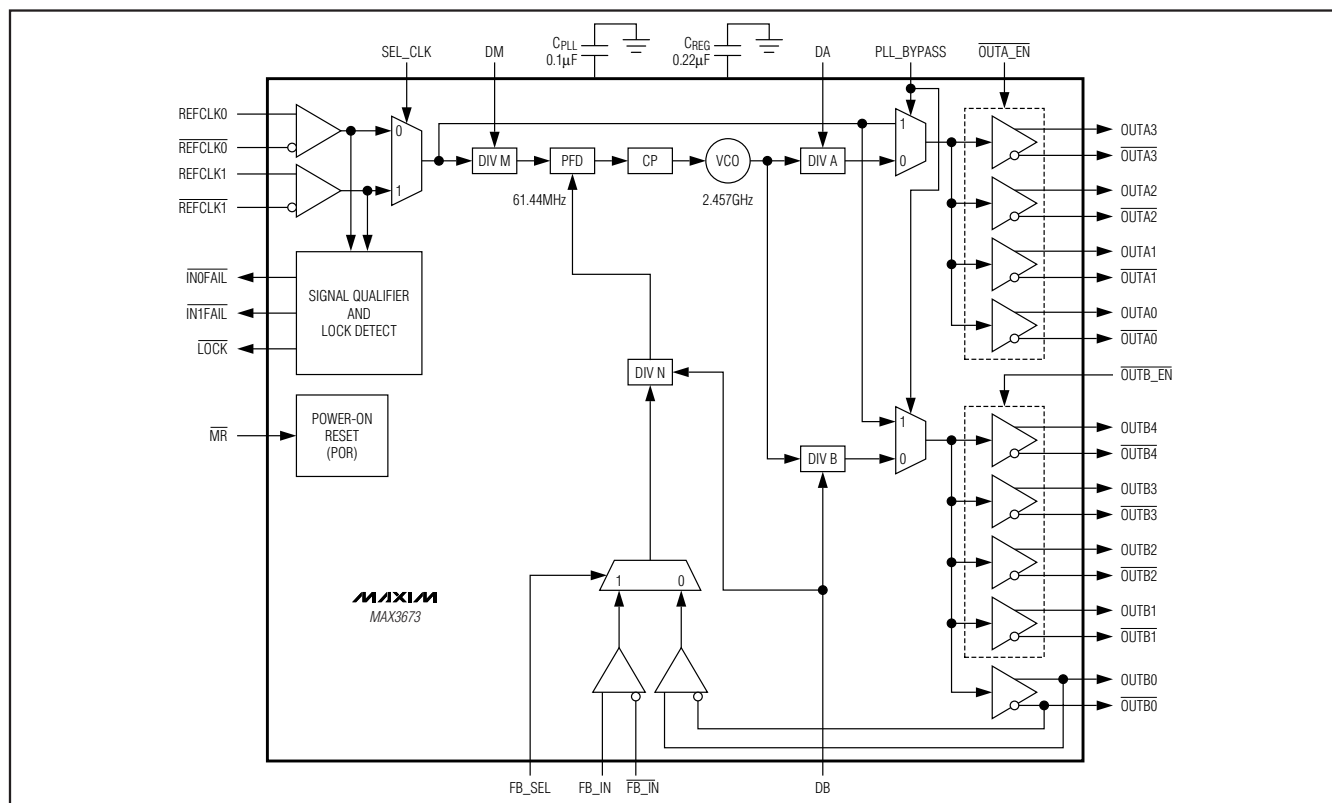 SEL_CLK
DM
CPLL
0.1µF
CREG
0.22µF
DA
PLL_BYPASS
OUTA_EN
REFCLK0
REFCLK0
REFCLK1
REFCLK1
0
1
DIV M
PFD
CP
VCO
DIV A
1
0
61.44MHz
2.457GHz
OUTA3
OUTA3
OUTA2
OUTA2
OUTA1
OUTA1
OUTA0
OUTA0
IN0FAIL
IN1FAIL
LOCK
SIGNAL QUALIFIER
AND
LOCK DETECT
DIV N
OUTB_EN
MR
POWER-ON
RESET
(POR)
DIV B
1
0
OUTB4
OUTB4
OUTB3
OUTB3
OUTB2
OUTB2
OUTB1
OUTB1
OUTB0
OUTB0
1 0
MAXIM
MAX3673
FB_SEL
FB_IN
FB_IN
DB